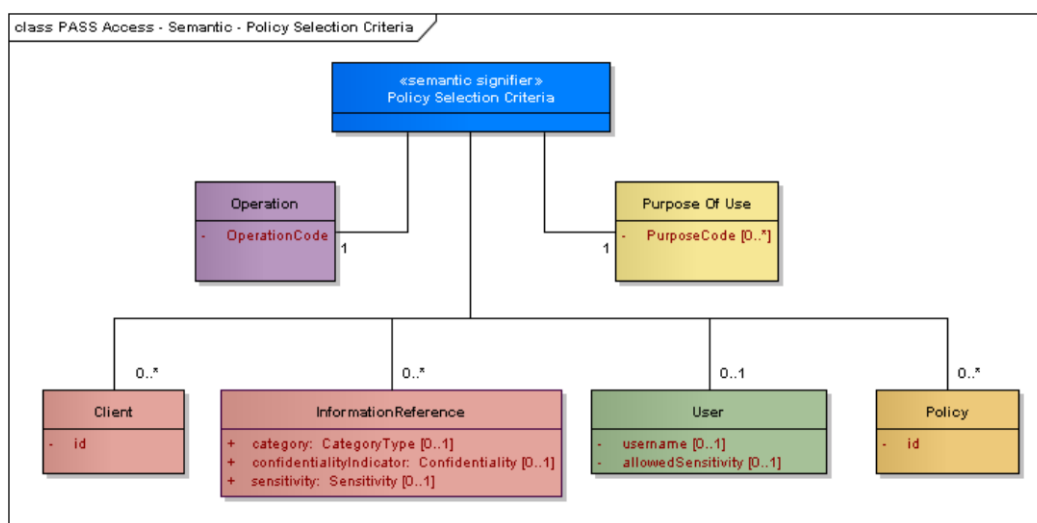 class PASS Access - Semantic - Policy Selection Criteria
«semantic signifier»
Policy Selection Criteria
Operation
- OperationCode
1
Purpose Of Use
- PurposeCode [0..*]
1
0..*
0..*
0..1
0..*
Client
- id
InformationReference
+ category: CategoryType [0..1]
+ confidentialityIndicator: Confidentiality [0..1]
+ sensitivity: Sensitivity [0..1]
User
- username [0..1]
- allowedSensitivity [0..1]
Policy
- id